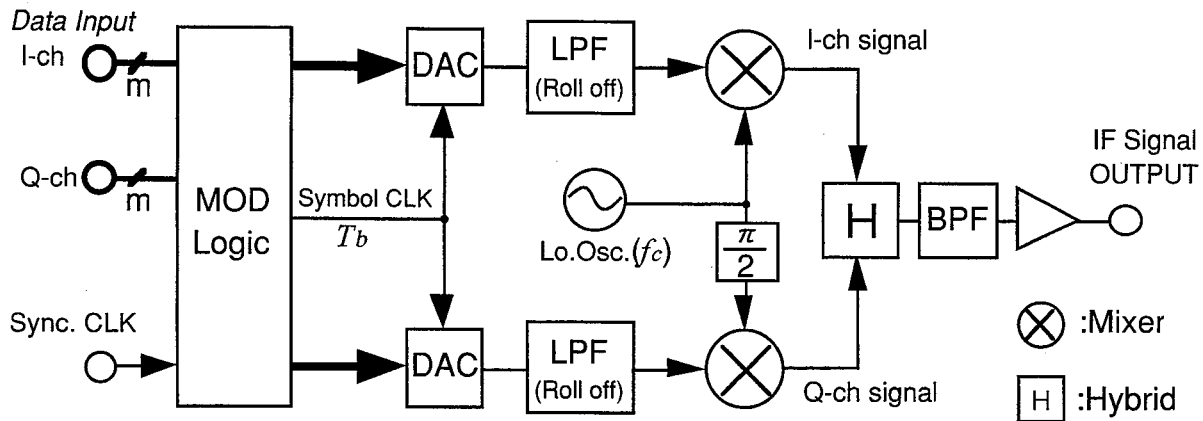 Data Input
I-ch
m
Q-ch
m
Sync. CLK
MOD
Logic
Symbol CLK
Tb
DAC
DAC
LPF
(Roll off)
LPF
(Roll off)
Lo.Osc.(fc)
π
2
I-ch signal
Q-ch signal
H
BPF
IF Signal
OUTPUT
:Mixer
H :Hybrid